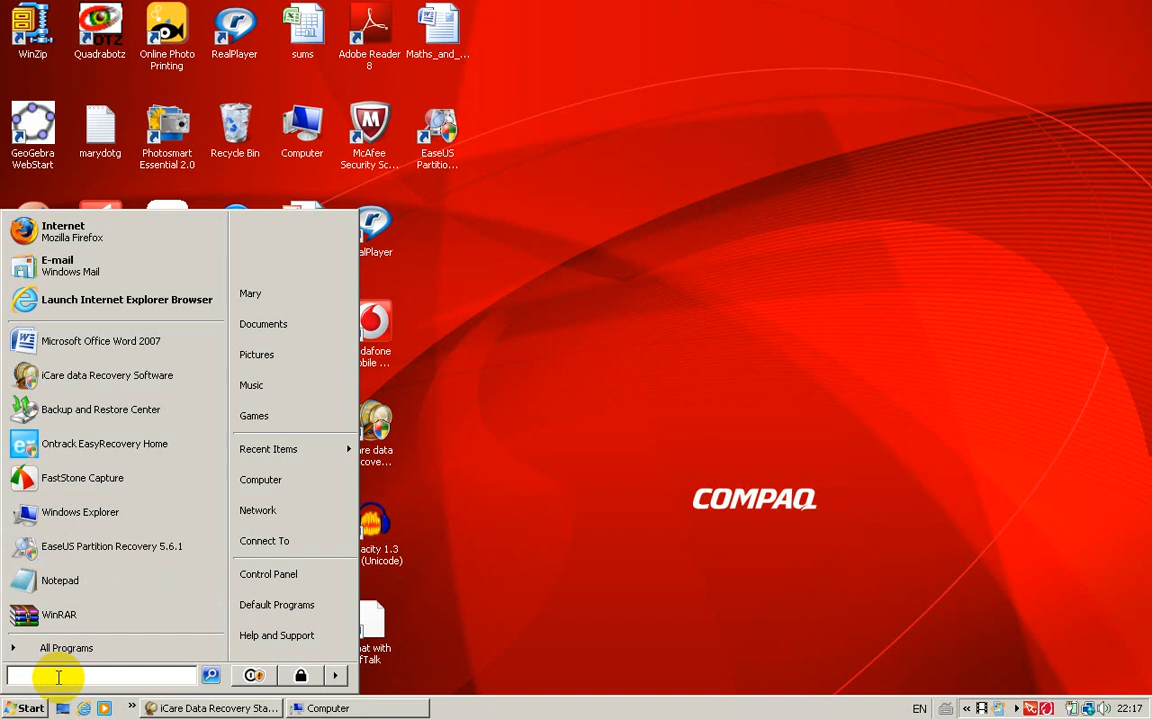 WinZip
Quadrabotz
Online Photo
Printing
RealPlayer
sums
Adobe Reader
8
Maths_and_...
GeoGebra
WebStart
marydotg
Photosmart
Essential 2.0
Recycle Bin
Computer
McAfee
Security Sc...
EaseUS
Partitio...
Internet
Mozilla Firefox
E-mail
Windows Mail
Launch Internet Explorer Browser
Microsoft Office Word 2007
iCare data Recovery Software
Backup and Restore Center
Ontrack EasyRecovery Home
FastStone Capture
Windows Explorer
EaseUS Partition Recovery 5.6.1
Notepad
WinRAR
All Programs
Mary
Documents
Pictures
Music
Games
Recent Items
Computer
Network
Connect To
Control Panel
Default Programs
Help and Support
alPlayer
odafone
obile ...
re data
cove...
acity 1.3
(Unicode)
hat with
fTalk
COMPAQ
Start
»
iCare Data Recovery Sta...
Computer
EN
«
22:17